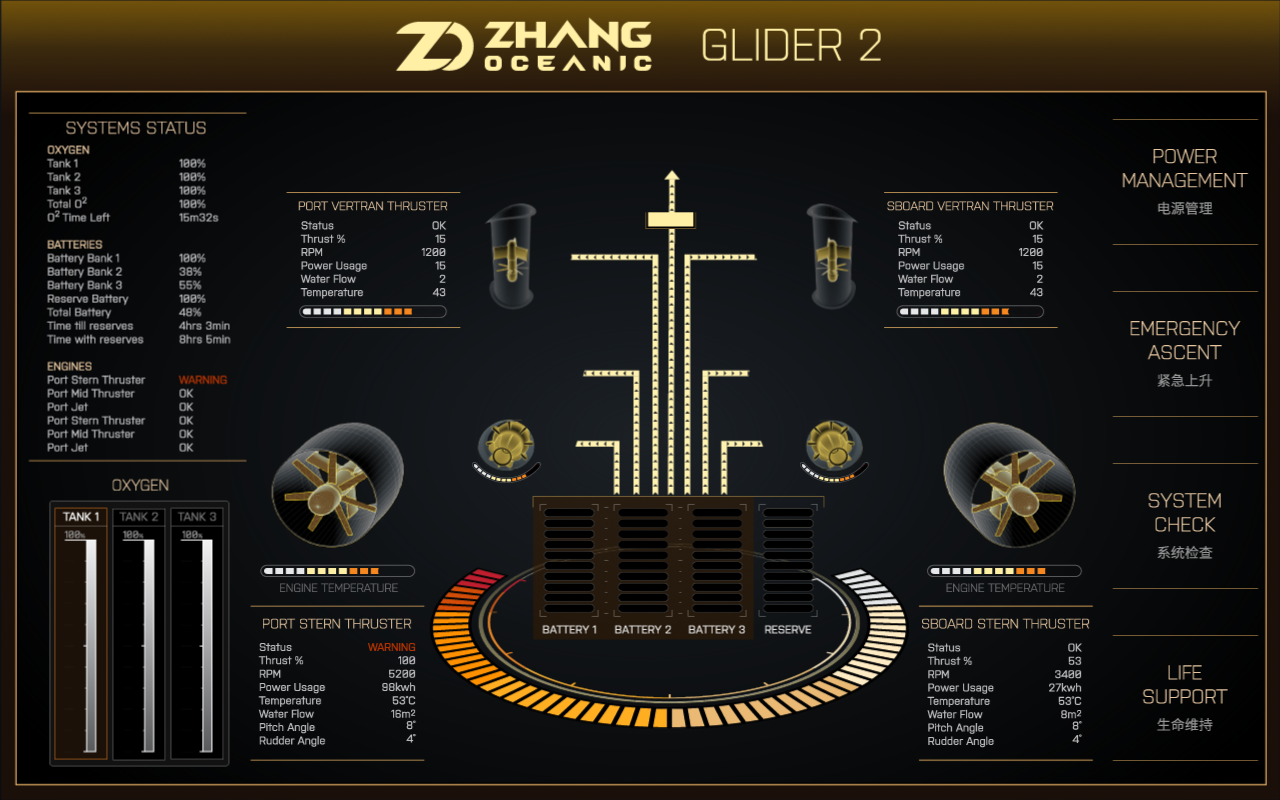 ZHANG
OCEANIC
GLIDER 2
SYSTEMS STATUS
OXYGEN
Tank 1 100%
Tank 2 100%
Tank 3 100%
Total O² 100%
O² Time Left 15m32s
BATTERIES
Battery Bank 1 100%
Battery Bank 2 38%
Battery Bank 3 55%
Reserve Battery 100%
Total Battery 48%
Time till reserves 4hrs 3min
Time with reserves 8hrs 5min
ENGINES
Port Stern Thruster WARNING
Port Mid Thruster OK
Port Jet OK
Port Stern Thruster OK
Port Mid Thruster OK
Port Jet OK
OXYGEN
TANK 1 TANK 2 TANK 3
100% 100% 100%
PORT VERTRAN THRUSTER
Status OK
Thrust % 15
RPM 1200
Power Usage 15
Water Flow 2
Temperature 43
SBOARD VERTRAN THRUSTER
Status OK
Thrust % 15
RPM 1200
Power Usage 15
Water Flow 2
Temperature 43
ENGINE TEMPERATURE
PORT STERN THRUSTER
Status WARNING
Thrust % 100
RPM 5200
Power Usage 98kwh
Temperature 53°C
Water Flow 16m²
Pitch Angle 8°
Rudder Angle 4°
BATTERY 1 BATTERY 2 BATTERY 3 RESERVE
ENGINE TEMPERATURE
SBOARD STERN THRUSTER
Status OK
Thrust % 53
RPM 3400
Power Usage 27kwh
Temperature 53°C
Water Flow 8m²
Pitch Angle 8°
Rudder Angle 4°
POWER
MANAGEMENT
电源管理
EMERGENCY
ASCENT
紧急上升
SYSTEM
CHECK
系统检查
LIFE
SUPPORT
生命维持